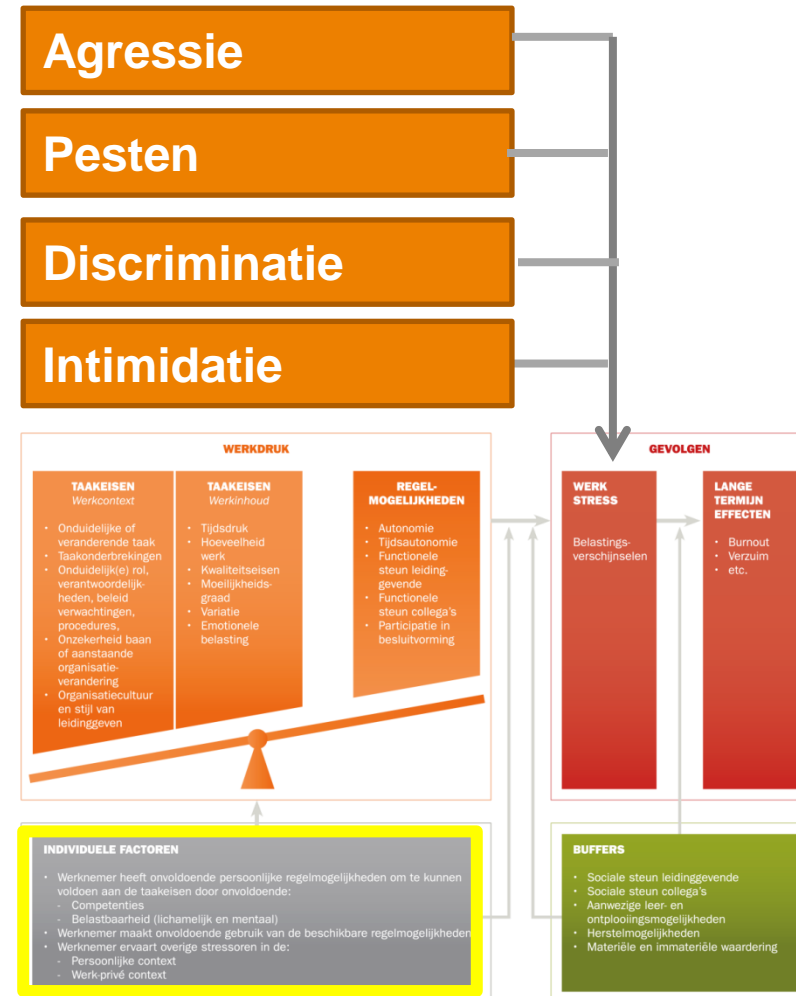 Agressie
Pesten
Discriminatie
Intimidatie
WERKDRUK
TAAKEISEN
Werkcontext
• Onduidelijke of
veranderende taak
• Taakonderbrekingen
• Onduidelijk(e) rol,
verantwoordelijk-
heden, beleid
verwachtingen,
procedures.
• Onzekerheid baan
of aanstaande
organisatie-
verandering
• Organisatiecultuur
en stijl van
leidinggeven
TAAKEISEN
Werkinhoud
• Tijdsdruk
• Hoeveelheid
werk
• Kwaliteitseisen
• Moeilijkheids-
graad
• Variatie
• Emotionele
belasting
REGEL-
MOGELIJKHEDEN
• Autonomie
• Tijdsautonomie
• Functionele
steun leiding-
gevende
• Functionele
steun collega's
• Participatie in
besluitvorming
GEVOLGEN
WERK
STRESS
Belastings-
verschijnselen
LANGE
TERMIJN
EFFECTEN
• Burnout
• Verzuim
• etc.
INDIVIDUELE FACTOREN
• Werknemer heeft onvoldoende persoonlijke regelmogelijkheden om te kunnen
voldoen aan de taakeisen door onvoldoende:
- Competenties
- Belastbaarheid (lichamelijk en mentaal)
• Werknemer maakt onvoldoende gebruik van de beschikbare regelmogelijkheden
• Werknemer ervaart overige stressoren in de:
- Persoonlijke context
- Werk-privé context
BUFFERS
• Sociale steun leidinggevende
• Sociale steun collega's
• Aanwezige leer- en
ontplooiingsmogelijkheden
• Herstelmogelijkheden
• Materiële en immateriële waardering